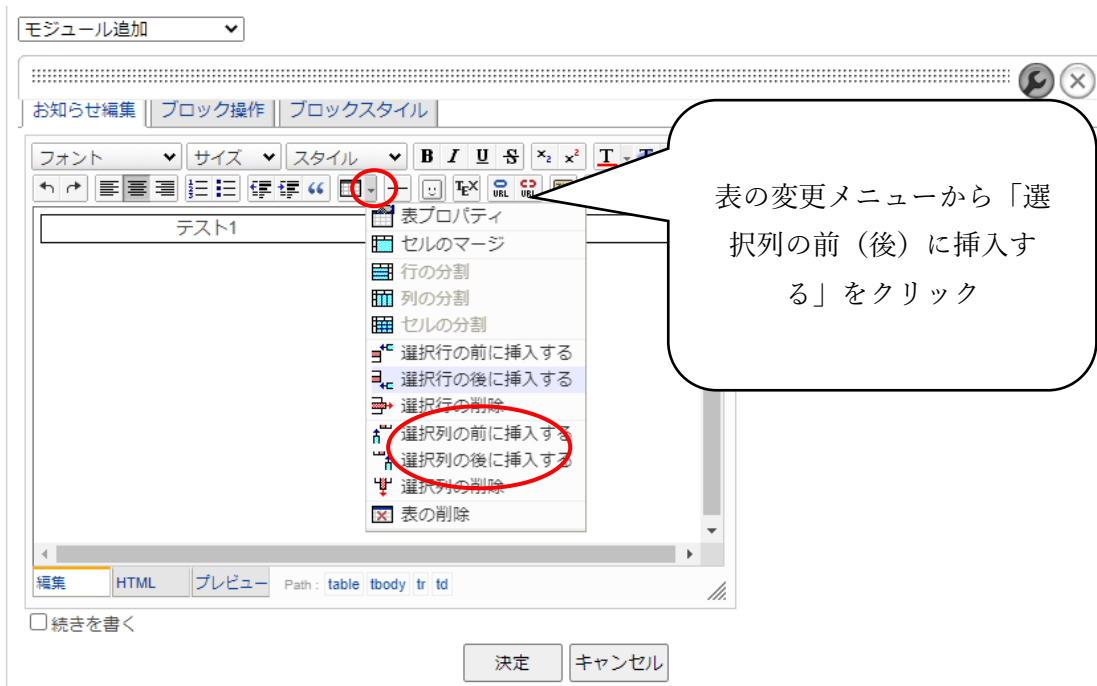 モジュール追加
お知らせ編集 ブロック操作 ブロックスタイル
フォント サイズ スタイル B I U S ×₂ ×² T T
TEX URL URL
テスト1
表プロパティ
セルのマージ
行の分割
列の分割
セルの分割
選択行の前に挿入する
選択行の後に挿入する
選択行の削除
選択列の前に挿入する
選択列の後に挿入する
選択列の削除
表の削除
表の変更メニューから「選
択列の前（後）に挿入す
る」をクリック
編集 HTML プレビュー Path : table tbody tr td
続きを書く
決定 キャンセル